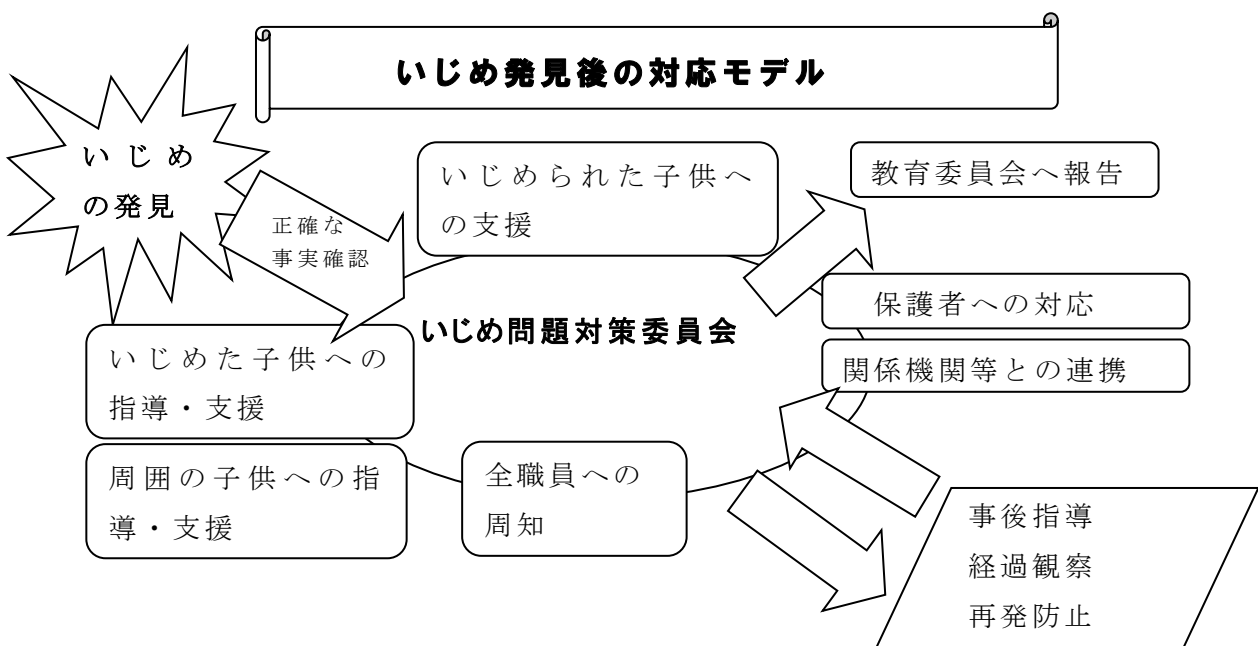 いじめ発見後の対応モデル
いじめ
の発見
正確な
事実確認
いじめられた子供へ
の支援
教育委員会へ報告
保護者への対応
関係機関等との連携
いじめ問題対策委員会
いじめた子供への
指導・支援
周囲の子供への指
導・支援
全職員への
周知
事後指導
経過観察
再発防止